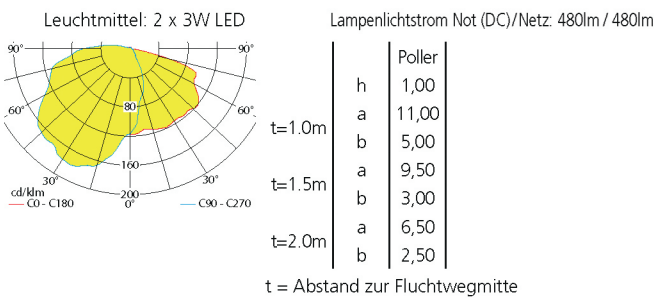 Leuchtmittel: 2 x 3W LED
Lampenlichtstrom Not (DC)/Netz: 480lm / 480lm
90° 90°
60° 60°
30° 30°
0°
80
160
200
cd/klm
C0 - C180
C90 - C270
Poller
h 1,00
t=1.0m a 11,00
b 5,00
t=1.5m a 9,50
b 3,00
t=2.0m a 6,50
b 2,50
t = Abstand zur Fluchtwegmitte